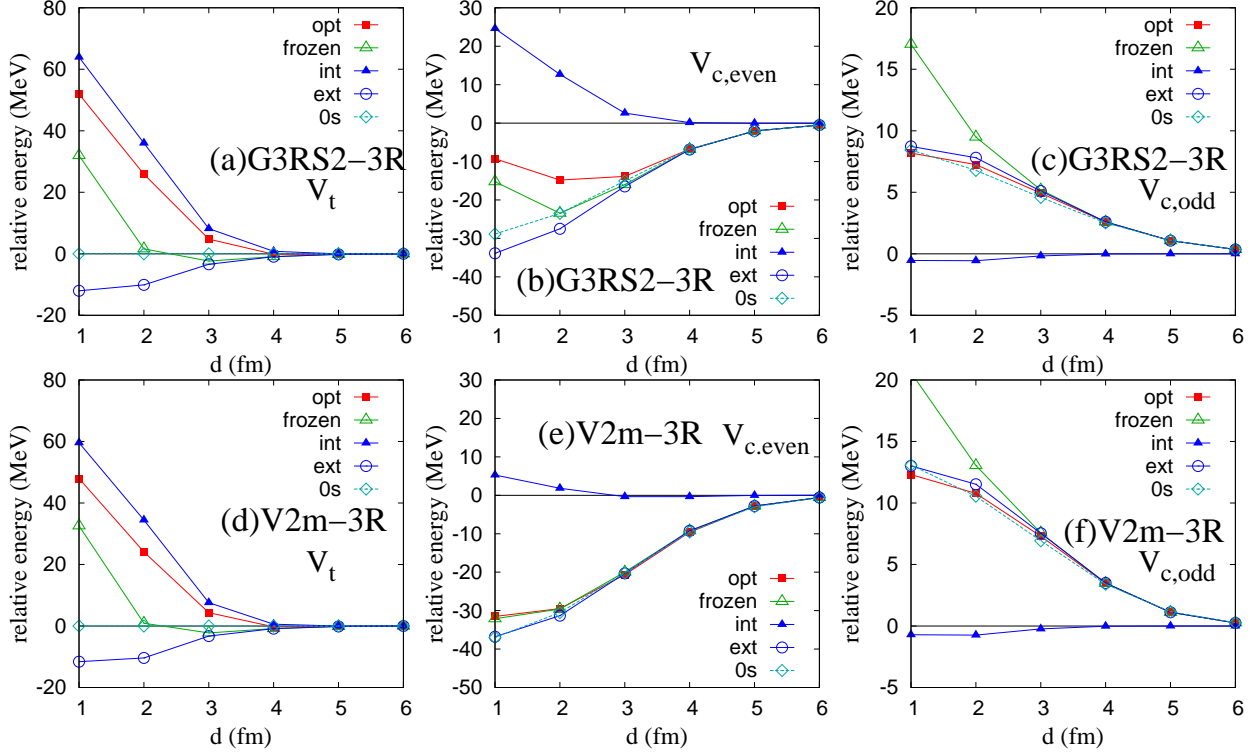 80
60
40
20
0
-20
relative energy (MeV)
opt
frozen
int
ext
0s
(a)G3RS2−3R
V_t
1 2 3 4 5 6
d (fm)
30
20
10
0
-10
-20
-30
-40
-50
relative energy (MeV)
V_c,even
opt
frozen
int
ext
0s
(b)G3RS2−3R
1 2 3 4 5 6
d (fm)
20
15
10
5
0
-5
relative energy (MeV)
opt
frozen
int
ext
0s
(c)G3RS2−3R
V_c,odd
1 2 3 4 5 6
d (fm)
80
60
40
20
0
-20
relative energy (MeV)
opt
frozen
int
ext
0s
(d)V2m−3R
V_t
1 2 3 4 5 6
d (fm)
30
20
10
0
-10
-20
-30
-40
-50
relative energy (MeV)
(e)V2m−3R V_c.even
opt
frozen
int
ext
0s
1 2 3 4 5 6
d (fm)
20
15
10
5
0
-5
relative energy (MeV)
opt
frozen
int
ext
0s
(f)V2m−3R
V_c,odd
1 2 3 4 5 6
d (fm)